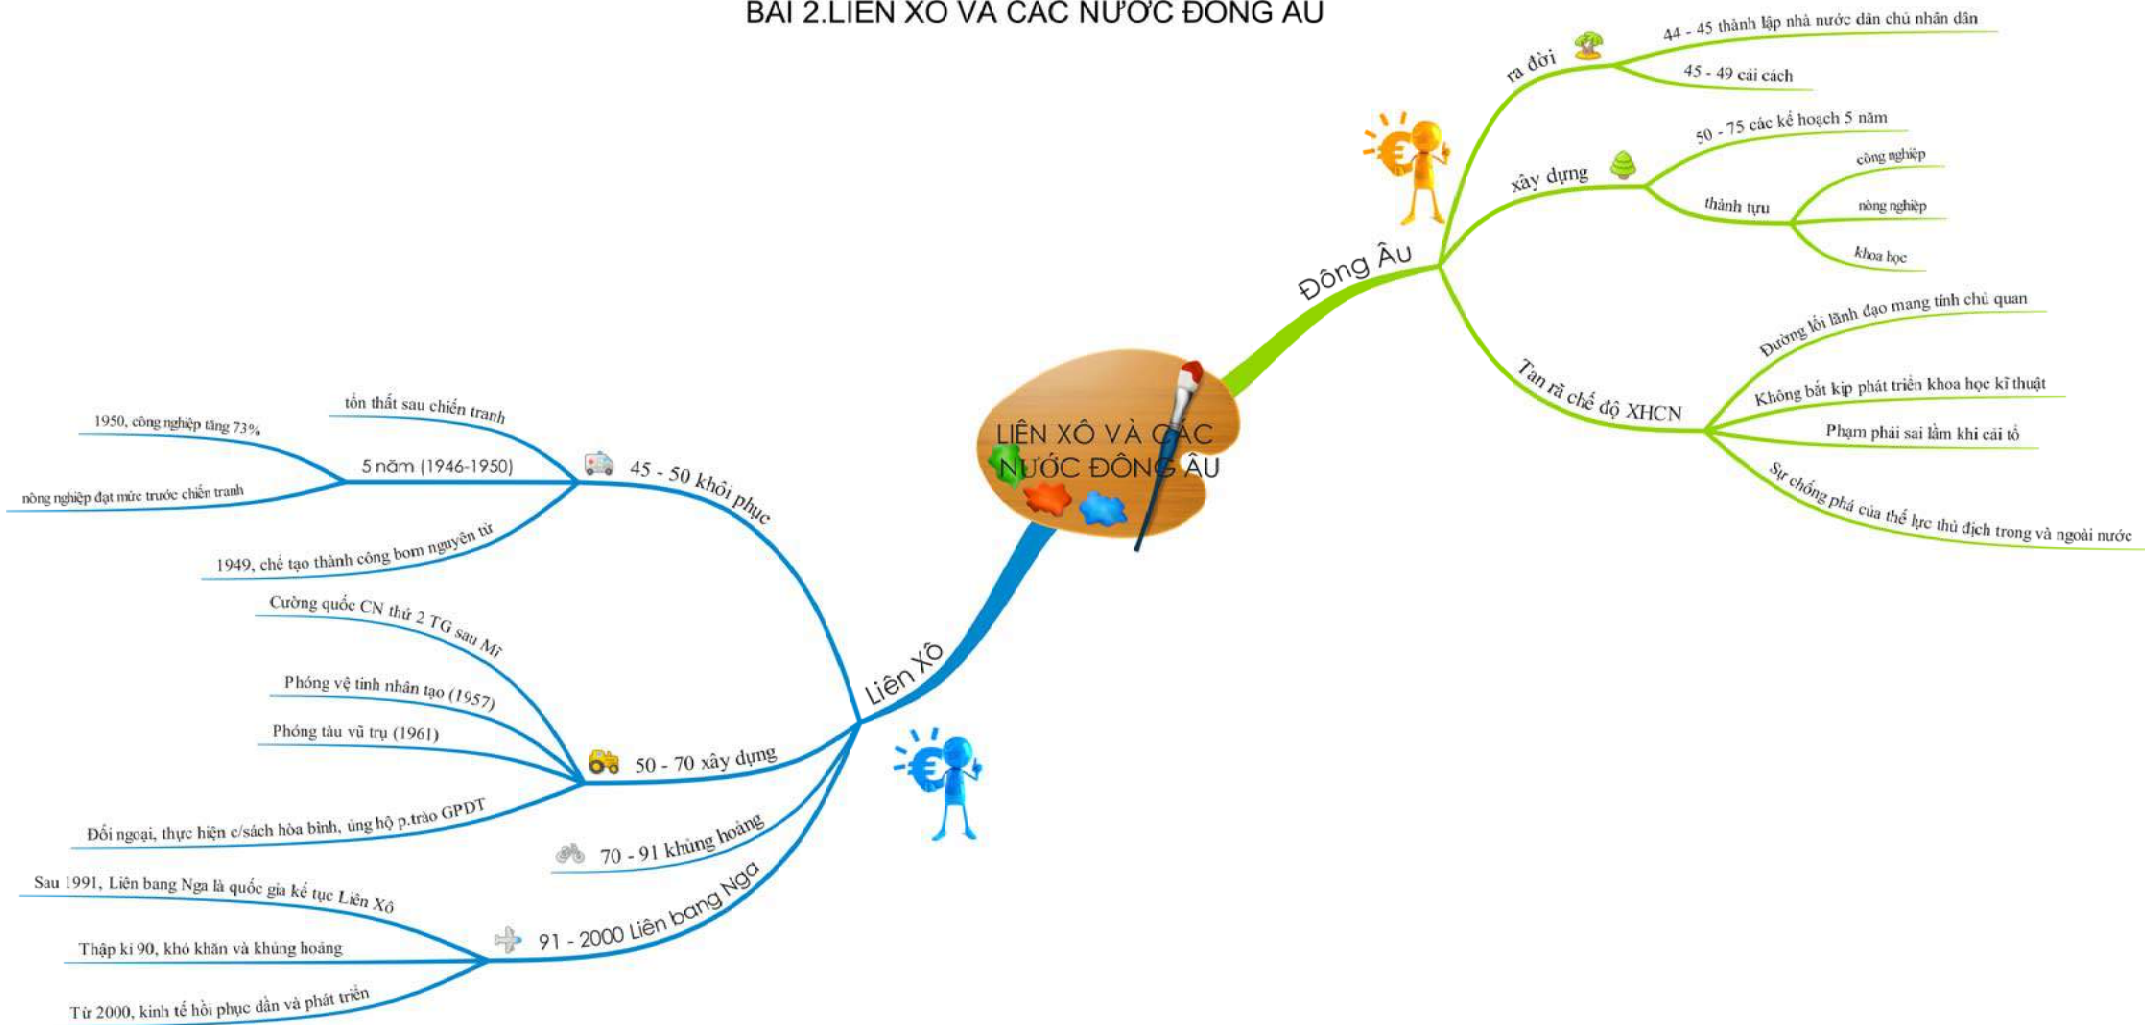 BÀI 2.LIÊN XÔ VÀ CÁC NƯỚC ĐÔNG ÂU
LIÊN XÔ VÀ CÁC
NƯỚC ĐÔNG ÂU
Đông Âu
ra đời
44 - 45 thành lập nhà nước dân chủ nhân dân
45 - 49 cải cách
xây dựng
50 - 75 các kế hoạch 5 năm
thành tựu
công nghiệp
nông nghiệp
khoa học
Tan rã chế độ XHCN
Đường lối lãnh đạo mang tính chủ quan
Không bắt kịp phát triển khoa học kĩ thuật
Phạm phải sai lầm khi cải tổ
Sự chống phá của thế lực thù địch trong và ngoài nước
Liên Xô
45 - 50 khôi phục
tổn thất sau chiến tranh
5 năm (1946-1950)
1950, công nghiệp tăng 73%
nông nghiệp đạt mức trước chiến tranh
1949, chế tạo thành công bom nguyên tử
50 - 70 xây dựng
Cường quốc CN thứ 2 TG sau Mĩ
Phóng vệ tinh nhân tạo (1957)
Phóng tàu vũ trụ (1961)
Đối ngoại, thực hiện c/sách hòa bình, ủng hộ p.trào GPDT
70 - 91 khủng hoảng
91 - 2000 Liên bang Nga
Sau 1991, Liên bang Nga là quốc gia kế tục Liên Xô
Thập kỉ 90, khó khăn và khủng hoảng
Từ 2000, kinh tế hồi phục dần và phát triển